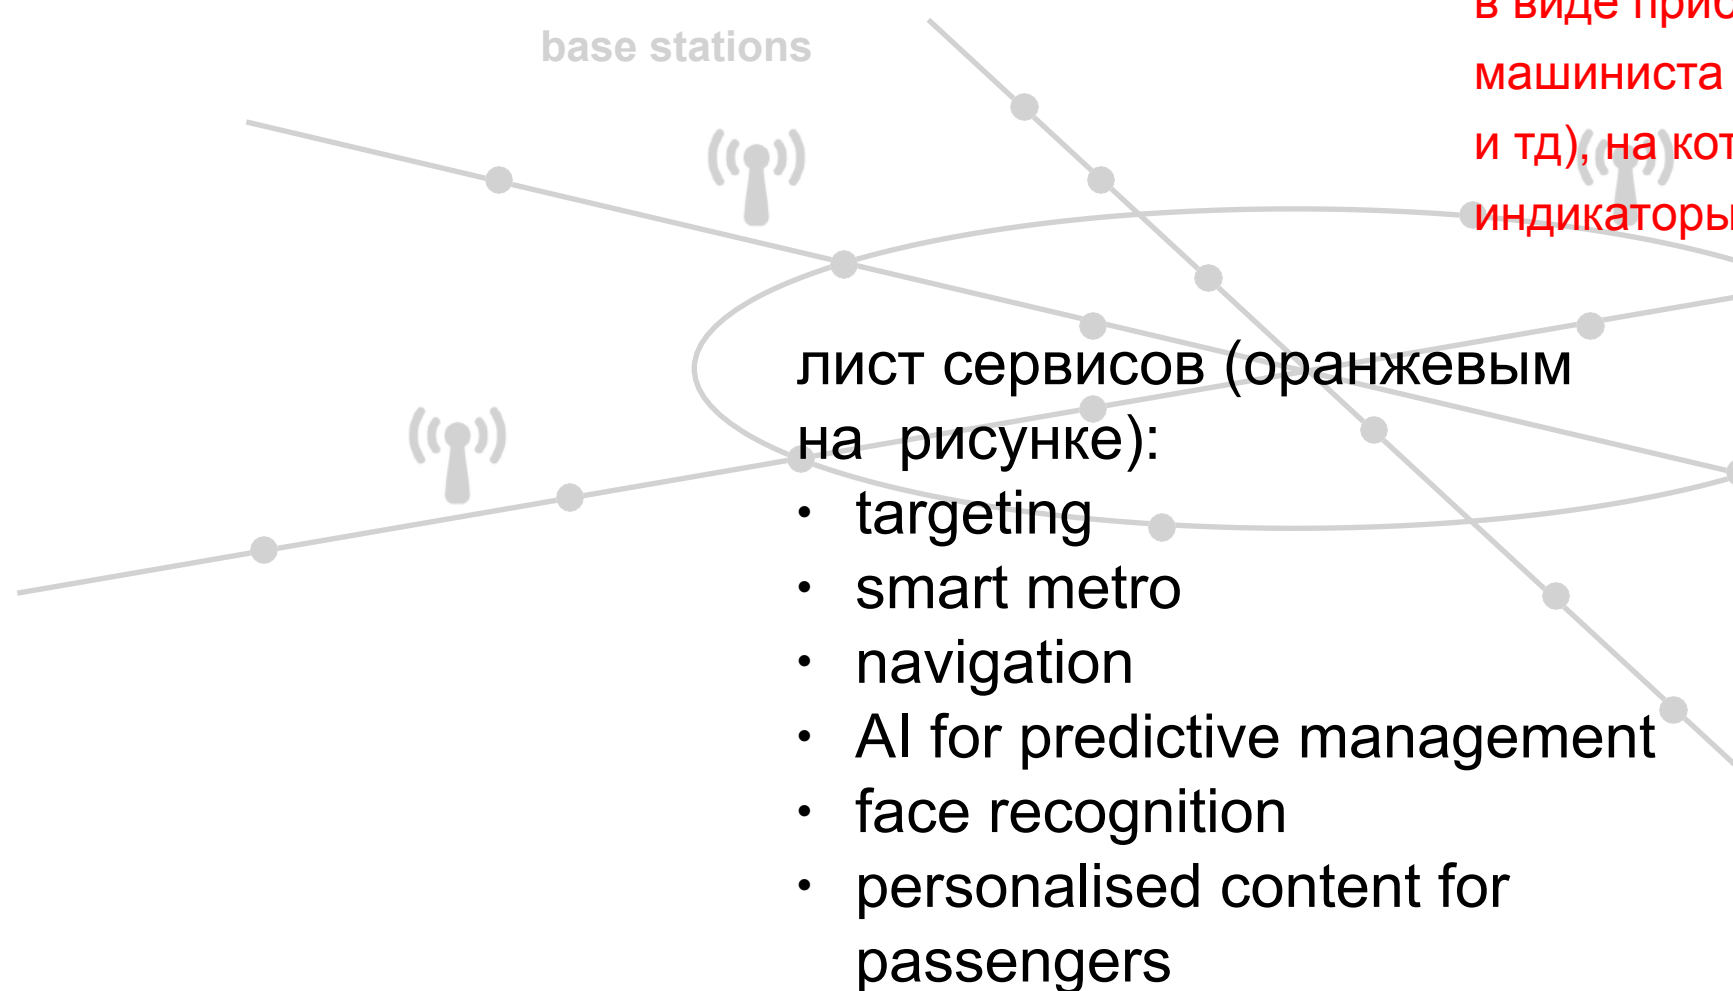 base stations
в виде
машиниста
и тд), на
индикаторы
лист сервисов (оранжевым
на рисунке):
• targeting
• smart metro
• navigation
• AI for predictive management
• face recognition
• personalised content for
passengers